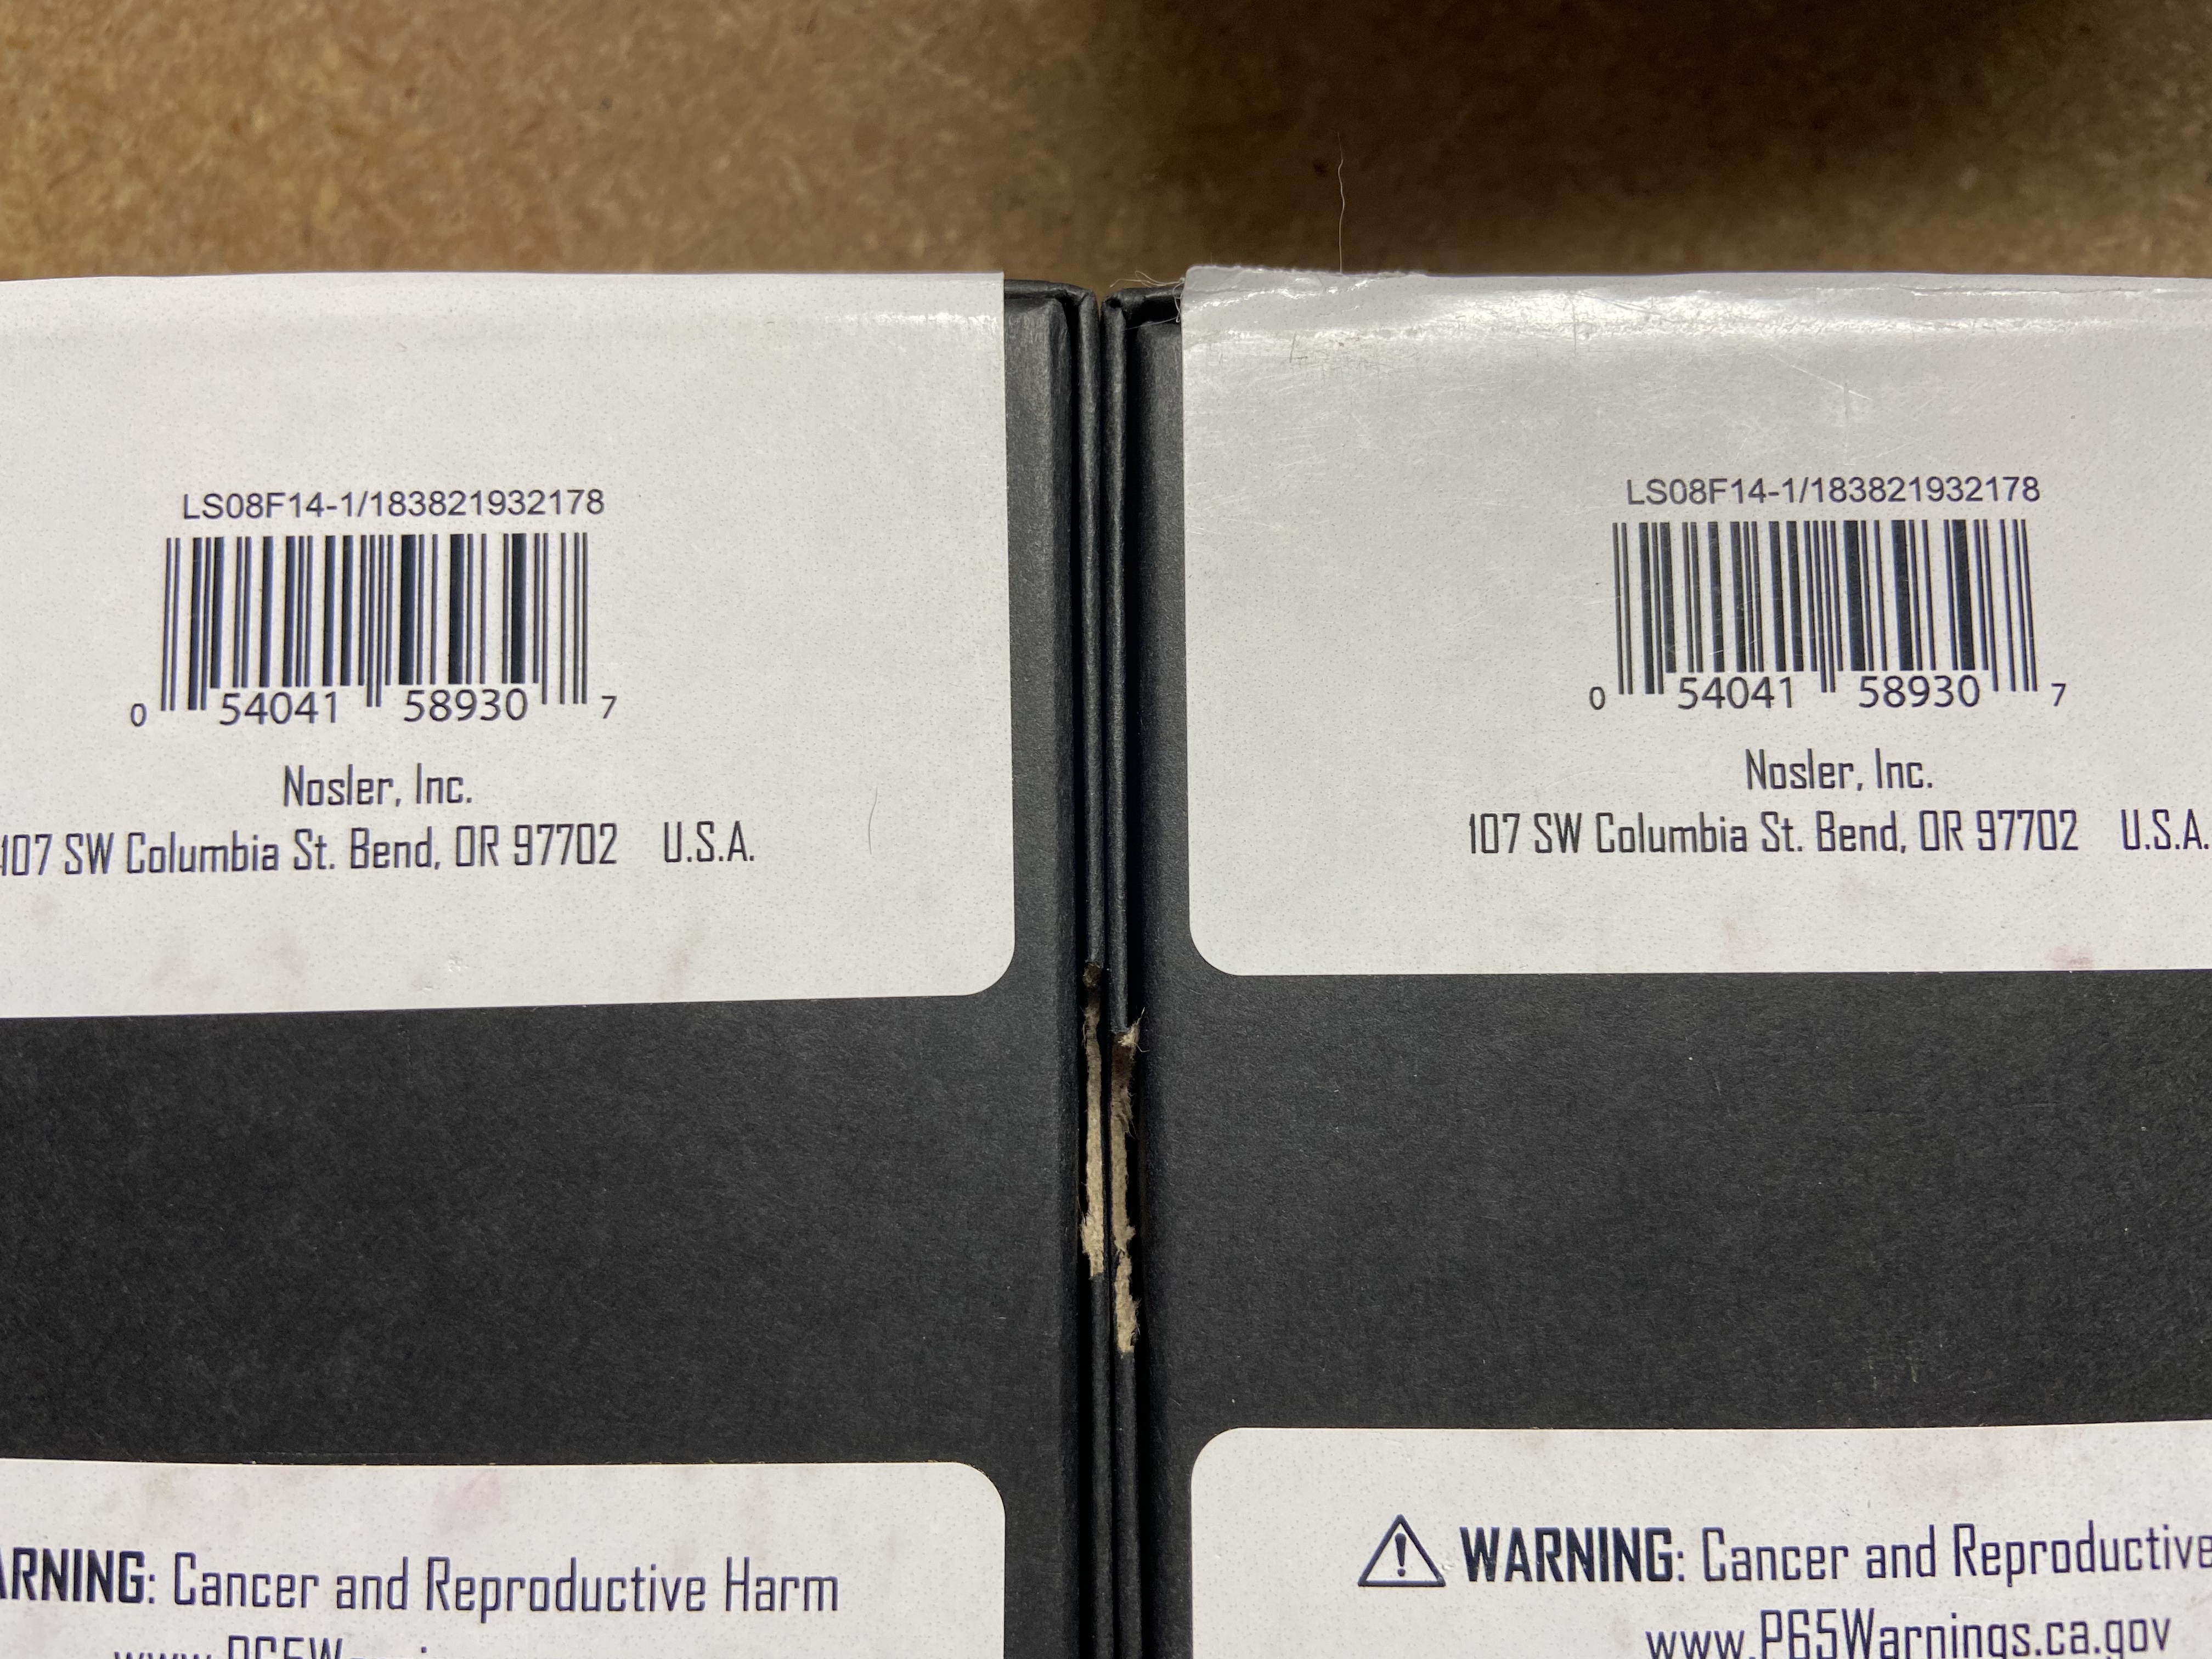 LS08F14-1/183821932178
0 54041 58930 7
Nosler, Inc.
107 SW Columbia St. Bend, OR 97702 U.S.A.
ARNING: Cancer and Reproductive Harm
LS08F14-1/183821932178
0 54041 58930 7
Nosler, Inc.
107 SW Columbia St. Bend, OR 97702 U.S.A.
WARNING: Cancer and Reproductive
www.P65Warnings.ca.gov